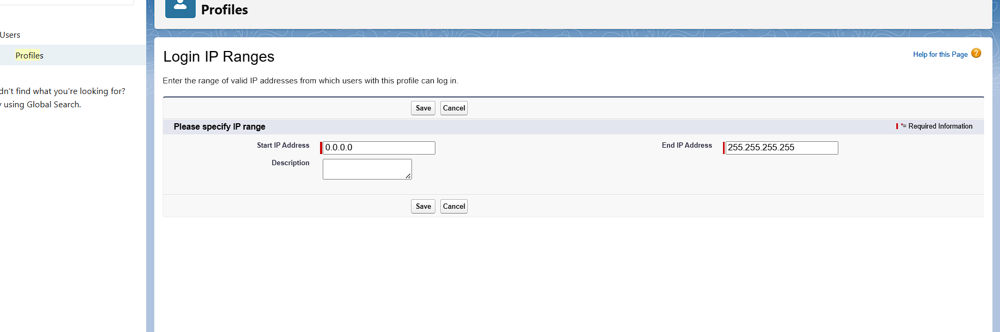 Profiles
Users
Profiles
dn't find what you're looking for?
using Global Search.
Login IP Ranges
Help for this Page ?
Enter the range of valid IP addresses from which users with this profile can log in.
Save Cancel
Please specify IP range
*= Required Information
Start IP Address 0.0.0.0
End IP Address 255.255.255.255
Description
Save Cancel